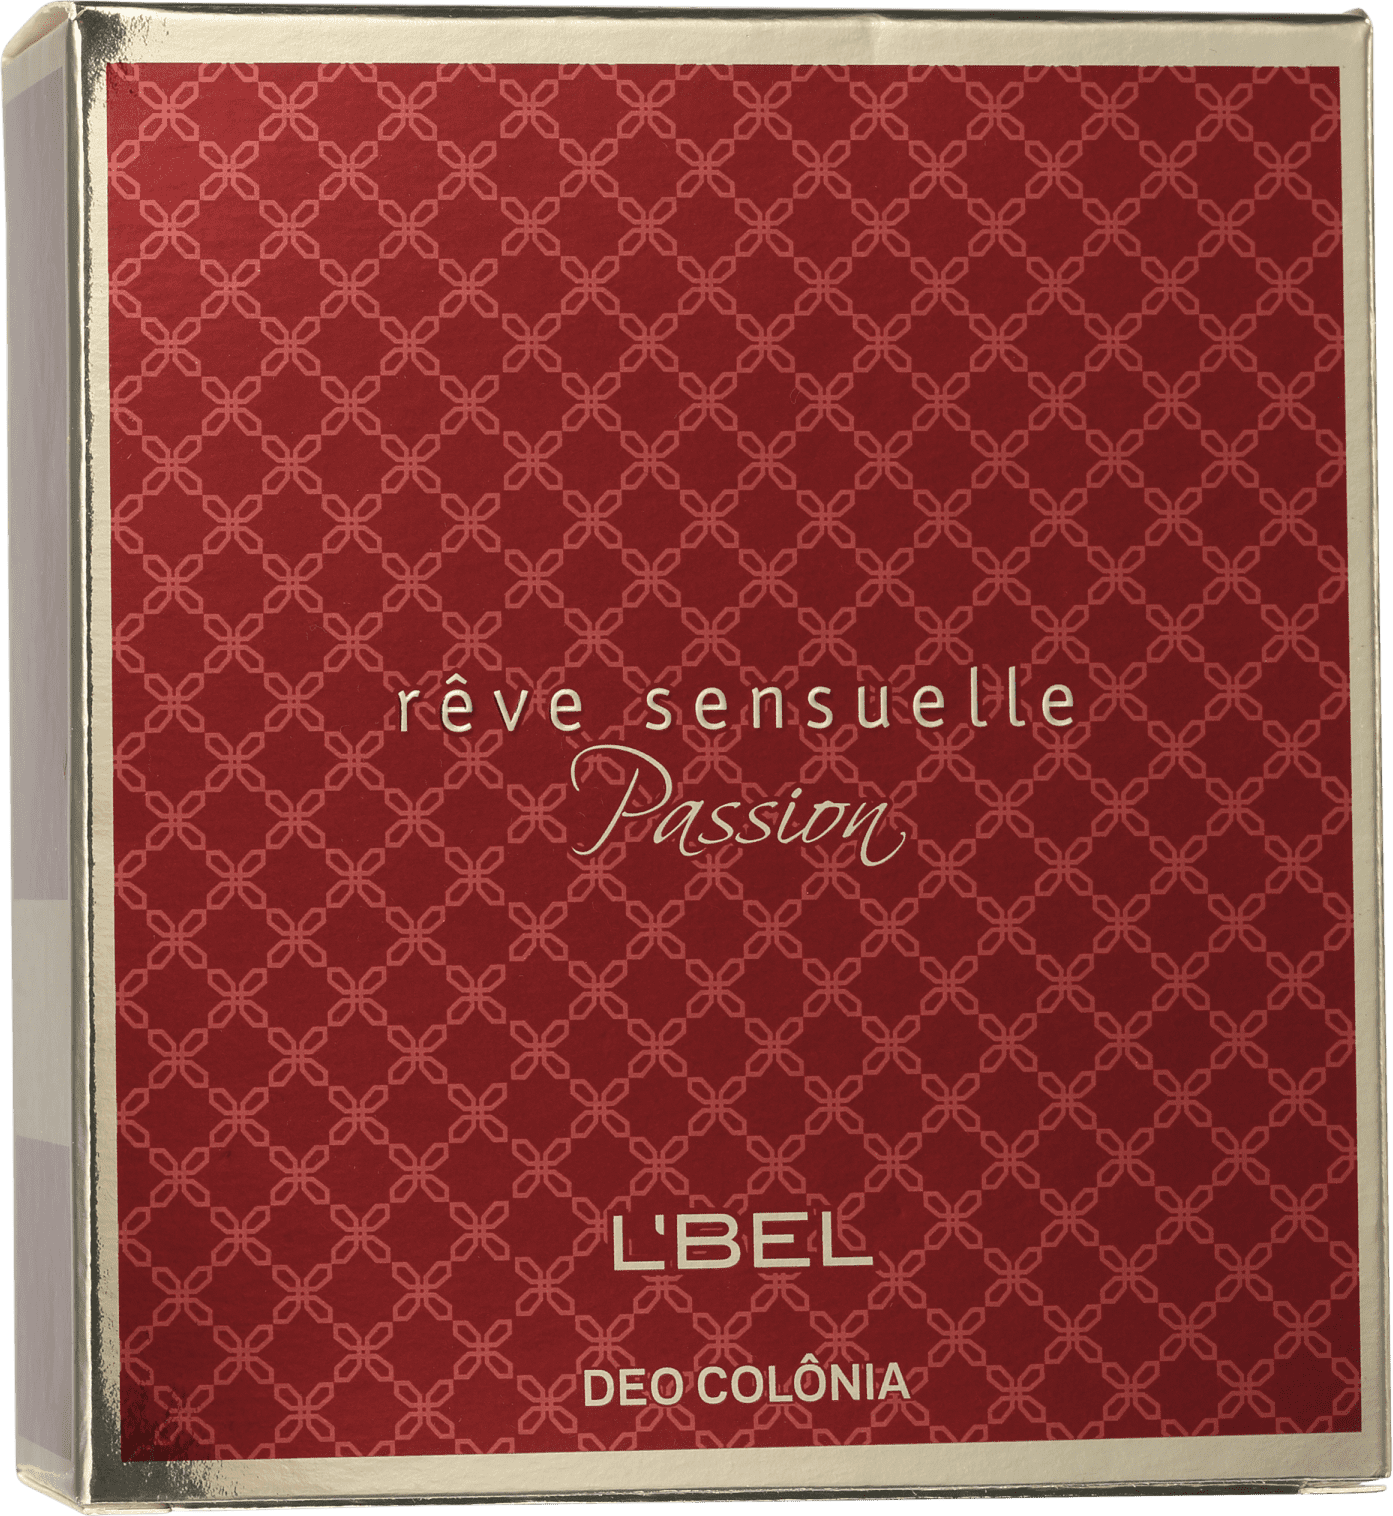 rêve sensuelle
Passion
L'BEL
DEO COLÔNIA